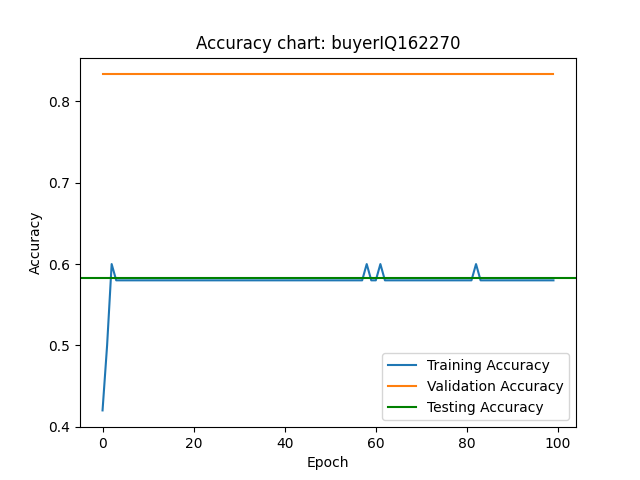 Accuracy chart: buyerIQ162270
Accuracy
0.8
0.7
0.6
0.5
0.4
0
20
40
60
80
100
Epoch
Training Accuracy
Validation Accuracy
Testing Accuracy